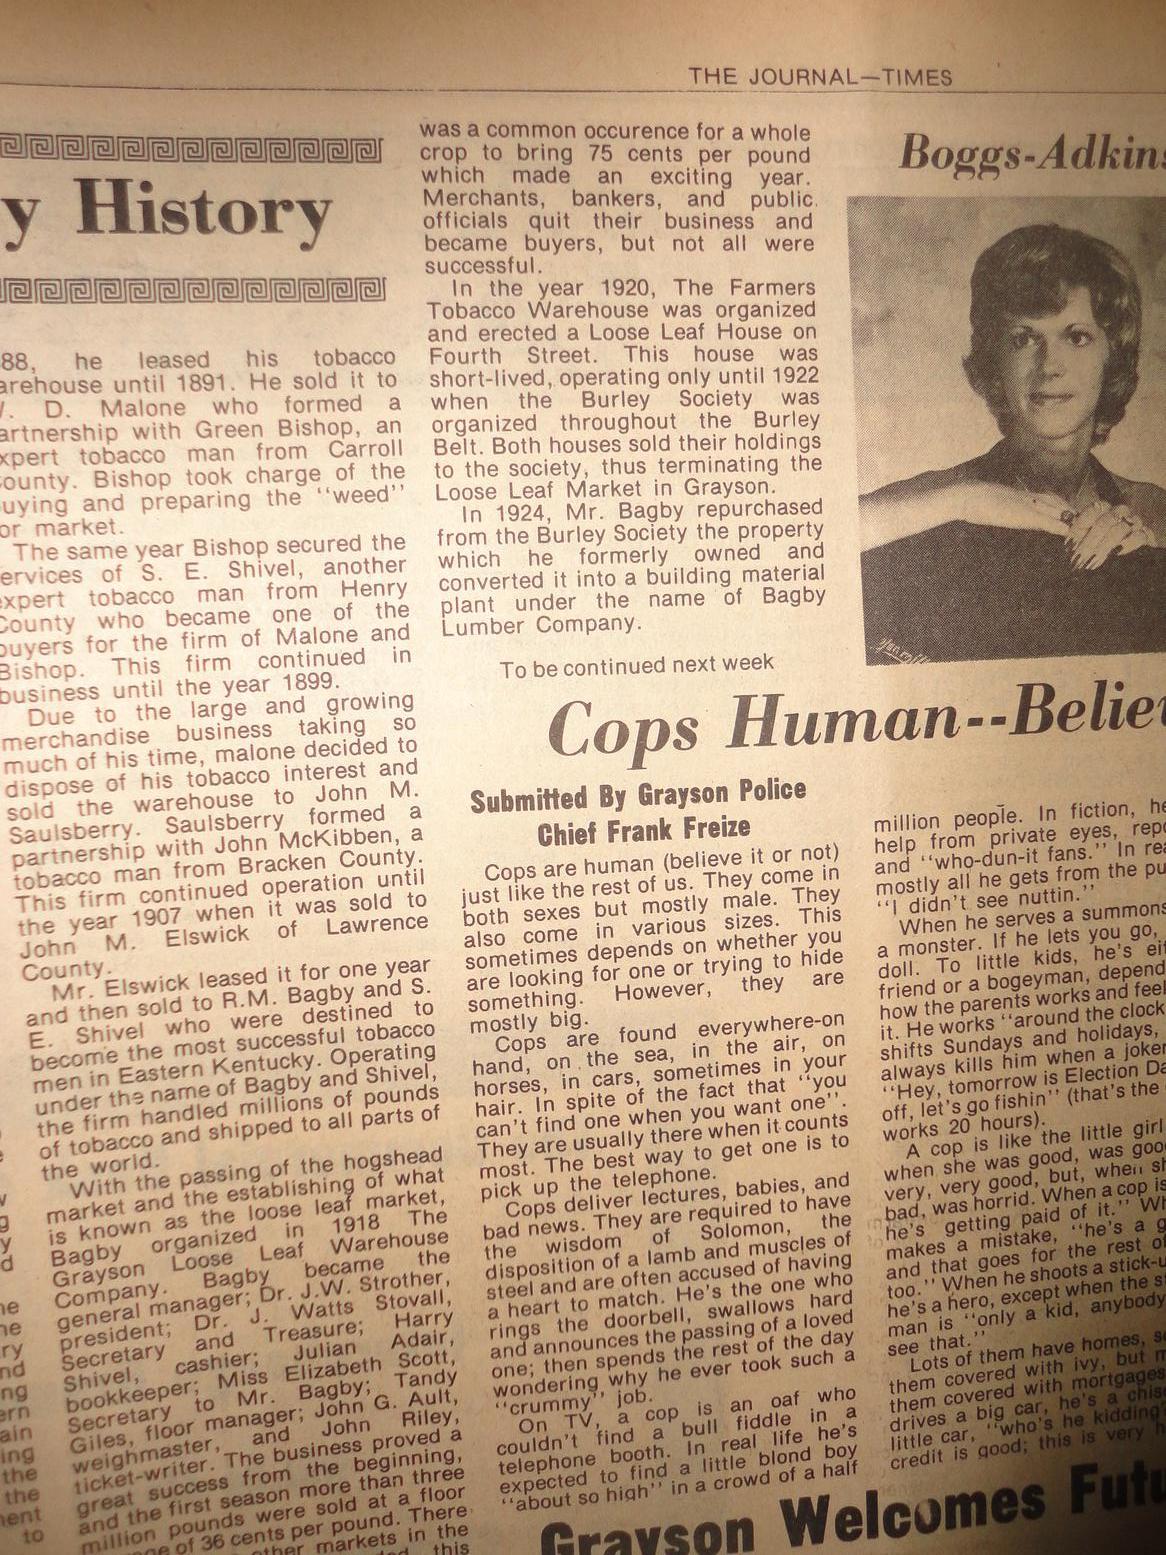 THE JOURNAL—TIMES
y History
88, he leased his tobacco
arehouse until 1891. He sold it to
. D. Malone who formed a
artnership with Green Bishop, an
xpert tobacco man from Carroll
ounty. Bishop took charge of the
uying and preparing the "weed"
or market.
The same year Bishop secured the
ervices of S. E. Shivel, another
expert tobacco man from Henry
County who became one of the
buyers for the firm of Malone and
Bishop. This firm continued in
business until the year 1899.
Due to the large and growing
merchandise business taking so
much of his time, malone decided to
dispose of his tobacco interest and
sold the warehouse to John M.
Saulsberry. Saulsberry formed a
partnership with John McKibben, a
tobacco man from Bracken County.
This firm continued operation until
the year 1907 when it was sold to
John M. Elswick of Lawrence
County.
Mr. Elswick leased it for one year
and then sold to R.M. Bagby and S.
E. Shivel who were destined to
become the most successful tobacco
men in Eastern Kentucky. Operating
under the name of Bagby and Shivel,
the firm handled millions of pounds
of tobacco and shipped to all parts of
the world.
With the passing of the hogshead
market and the establishing of what
is known as the loose leaf market,
Bagby organized in 1918 The
Grayson Loose Leaf Warehouse
Company. Bagby became the
general manager; Dr. J.W. Strother,
president; Dr. J. Watts Stovall,
Secretary and Treasure; Harry
Shivel, cashier; Julian Adair,
bookkeeper; Miss Elizabeth Scott,
Secretary to Mr. Bagby; Tandy
Giles, floor manager; John G. Ault,
weighmaster, and John Riley,
ticket-writer. The business proved a
great success from the beginning,
and the first season more than three
million pounds were sold at a floor
of 36 cents per pound. There
other markets in the
this
was a common occurence for a whole
crop to bring 75 cents per pound
which made an exciting year.
Merchants, bankers, and public
officials quit their business and
became buyers, but not all were
successful.
In the year 1920, The Farmers
Tobacco Warehouse was organized
and erected a Loose Leaf House on
Fourth Street. This house was
short-lived, operating only until 1922
when the Burley Society was
organized throughout the Burley
Belt. Both houses sold their holdings
to the society, thus terminating the
Loose Leaf Market in Grayson.
In 1924, Mr. Bagby repurchased
from the Burley Society the property
which he formerly owned and
converted it into a building material
plant under the name of Bagby
Lumber Company.
To be continued next week
Boggs-Adkins
Cops Human--Believ
Submitted By Grayson Police
Chief Frank Freize
Cops are human (believe it or not)
just like the rest of us. They come in
both sexes but mostly male. They
also come in various sizes. This
sometimes depends on whether you
are looking for one or trying to hide
something. However, they are
mostly big.
Cops are found everywhere-on
hand, on the sea, in the air, on
horses, in cars, sometimes in your
hair. In spite of the fact that "you
can't find one when you want one".
They are usually there when it counts
most. The best way to get one is to
pick up the telephone.
Cops deliver lectures, babies, and
bad news. They are required to have
the wisdom of Solomon, the
disposition of a lamb and muscles of
steel and are often accused of having
a heart to match. He's the one who
rings the doorbell, swallows hard
and announces the passing of a loved
one; then spends the rest of the day
wondering why he ever took such a
"crummy" job.
On TV, a cop is an oaf who
couldn't find a bull fiddle in a
telephone booth. In real life he's
expected to find a little blond boy
"about so high" in a crowd of a half
million people. In fiction, he
help from private eyes, repo
and "who-dun-it fans." In rea
mostly all he gets from the pu
"I didn't see nuttin."
When he serves a summons
a monster. If he lets you go,
doll. To little kids, he's eit
friend or a bogeyman, depend
how the parents works and feel
it. He works "around the clock
shifts Sundays and holidays,
always kills him when a joker
"Hey, tomorrow is Election Da
off, let's go fishin" (that's the
works 20 hours).
A cop is like the little girl
when she was good, was good
very, very good, but, when sh
bad, was horrid. When a cop is
he's getting paid of it." Wh
makes a mistake, "he's a g
and that goes for the rest of
too." When he shoots a stick-u
he's a hero, except when the s
man is "only a kid, anybody
see that."
Lots of them have homes, s
them covered with ivy, but m
them covered with mortgages
drives a big car, he's a chis
little car, "who's he kidding
credit is good; this is very h
Grayson Welcomes Futu